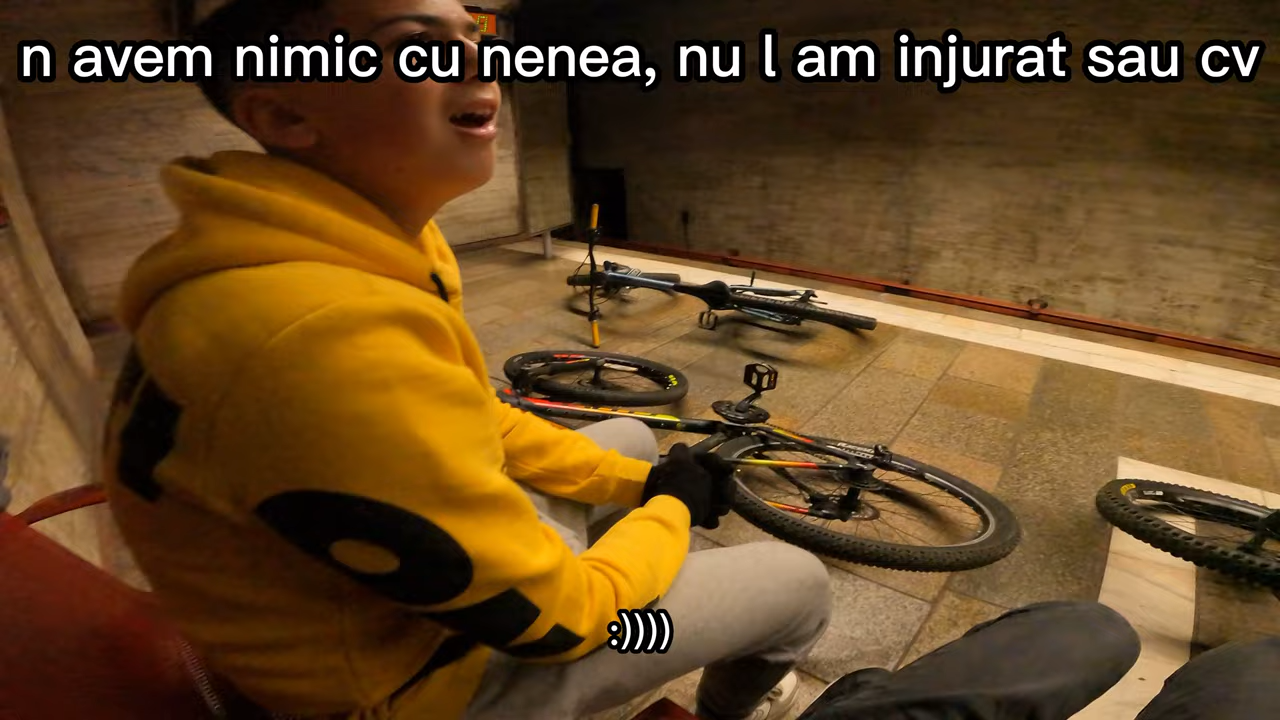 n avem nimic cu nenea, nu l am injurat sau cv
:))))